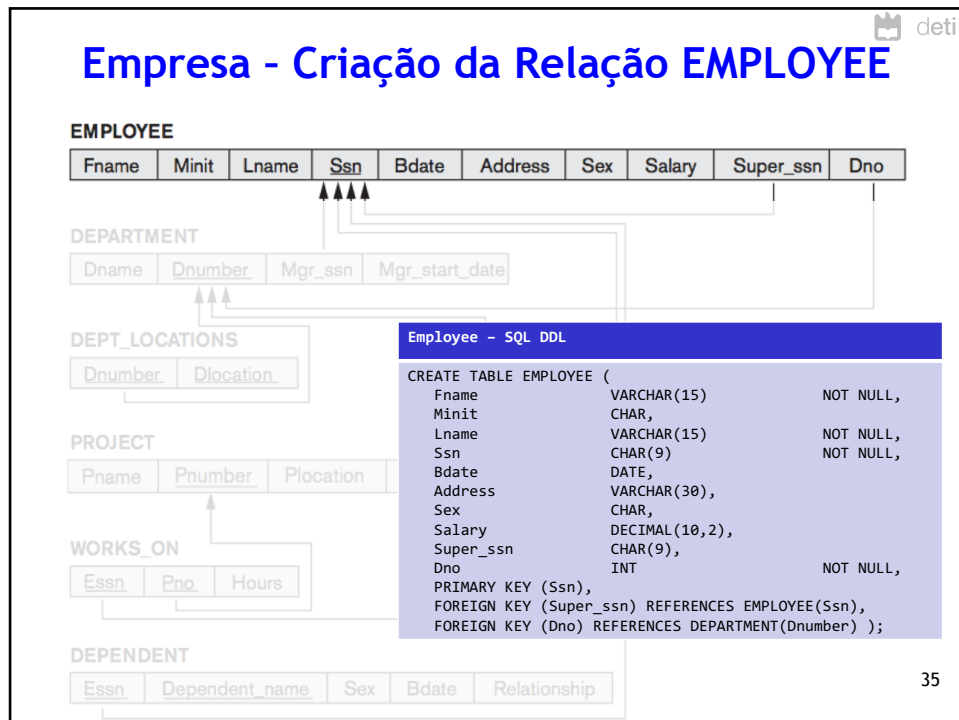 deti
Empresa – Criação da Relação EMPLOYEE
EMPLOYEE
Fname Minit Lname Ssn Bdate Address Sex Salary Super_ssn Dno
DEPARTMENT
Dname Dnumber Mgr_ssn Mgr_start_date
DEPT_LOCATIONS
Dnumber Dlocation
PROJECT
Pname Pnumber Plocation
WORKS_ON
Essn Pno Hours
DEPENDENT
Essn Dependent_name Sex Bdate Relationship
Employee – SQL DDL
CREATE TABLE EMPLOYEE (
Fname VARCHAR(15) NOT NULL,
Minit CHAR,
Lname VARCHAR(15) NOT NULL,
Ssn CHAR(9) NOT NULL,
Bdate DATE,
Address VARCHAR(30),
Sex CHAR,
Salary DECIMAL(10,2),
Super_ssn CHAR(9),
Dno INT NOT NULL,
PRIMARY KEY (Ssn),
FOREIGN KEY (Super_ssn) REFERENCES EMPLOYEE(Ssn),
FOREIGN KEY (Dno) REFERENCES DEPARTMENT(Dnumber) );
35